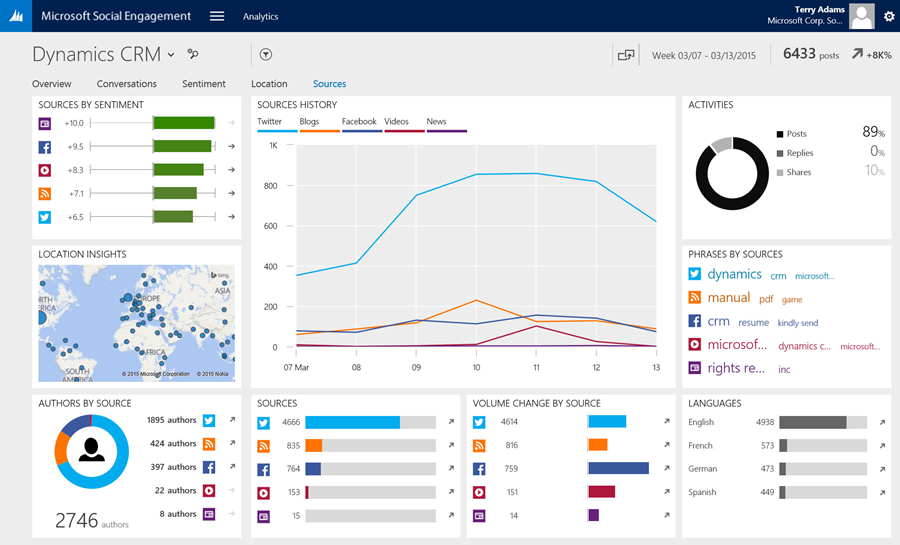 Microsoft Social Engagement
Analytics
Terry Adams
Microsoft Corp. So...
Dynamics CRM
Week 03/07 - 03/13/2015
6433 posts
+8K%
Overview
Conversations
Sentiment
Location
Sources
SOURCES BY SENTIMENT
+10.0
+9.5
+8.3
+7.1
+6.5
SOURCES HISTORY
Twitter
Blogs
Facebook
Videos
News
1K
800
600
400
200
0
07 Mar
08
09
10
11
12
13
ACTIVITIES
Posts 89%
Replies 0%
Shares 10%
LOCATION INSIGHTS
bing
RTH
ERICA
EUROPE
ASIA
AFRICA
SOUTH
AMERICA
© 2015 Microsoft Corporation © 2015 Nokia
PHRASES BY SOURCES
dynamics crm microsoft...
manual pdf game
crm resume kindly send
microsof... dynamics c... microsoft...
rights re... inc
AUTHORS BY SOURCE
1895 authors
424 authors
397 authors
22 authors
8 authors
2746 authors
SOURCES
4666
835
764
153
15
VOLUME CHANGE BY SOURCE
4614
816
759
151
14
LANGUAGES
English 4938
French 573
German 473
Spanish 449